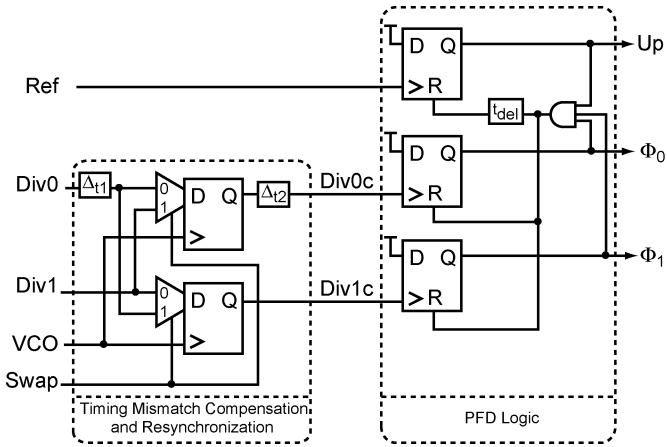 D Q
R
Up
Ref
t_del
D Q
R
Φ₀
Div0
Δt1
0
1
D Q
Δt2
Div0c
D Q
R
Φ₁
Div1
0
1
D Q
Div1c
VCO
Swap
Timing Mismatch Compensation
and Resynchronization
PFD Logic